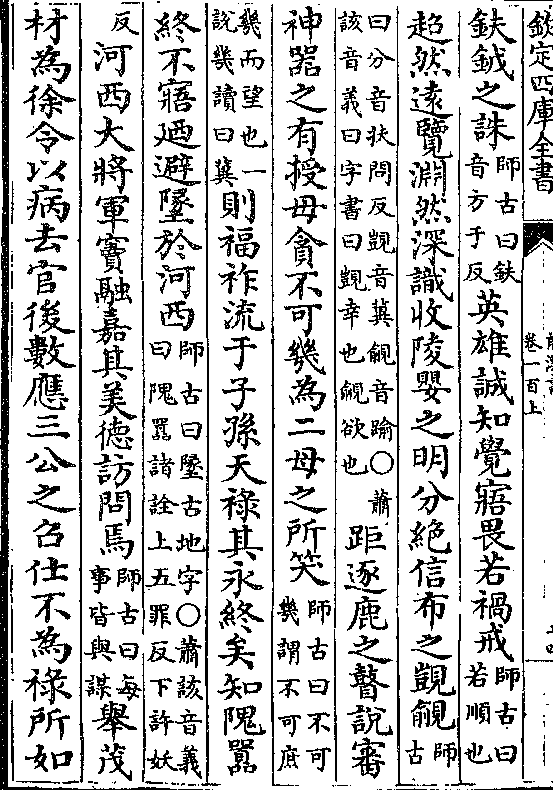 欽定四庫全書
卷一百上
鈇鉞之誅師古曰鈇音方于反英雄誠知覺寤畏若禍戒師古曰若順也
超然逺覽淵然深識收陵嬰之明分絶信布之覬覦師古
曰分音扶問反覬音冀覦音踰○蕭該音義曰字書曰覬幸也覦欲也距逐鹿之瞽說審
神器之有授毋貪不可幾為二母之所笑師古曰不可幾謂不可庶
幾而望也一說幾讀曰冀則福祚流于子孫天禄其永終矣知隗囂
終不寤廼避墬於河西師古曰墬古地字○蕭該音義曰隗囂諸詮上五罪反下許妖
反河西大將軍竇融嘉其美德訪問焉師古曰每事皆與謀舉茂
材為徐令以病去官後數應三公之召仕不為禄所如